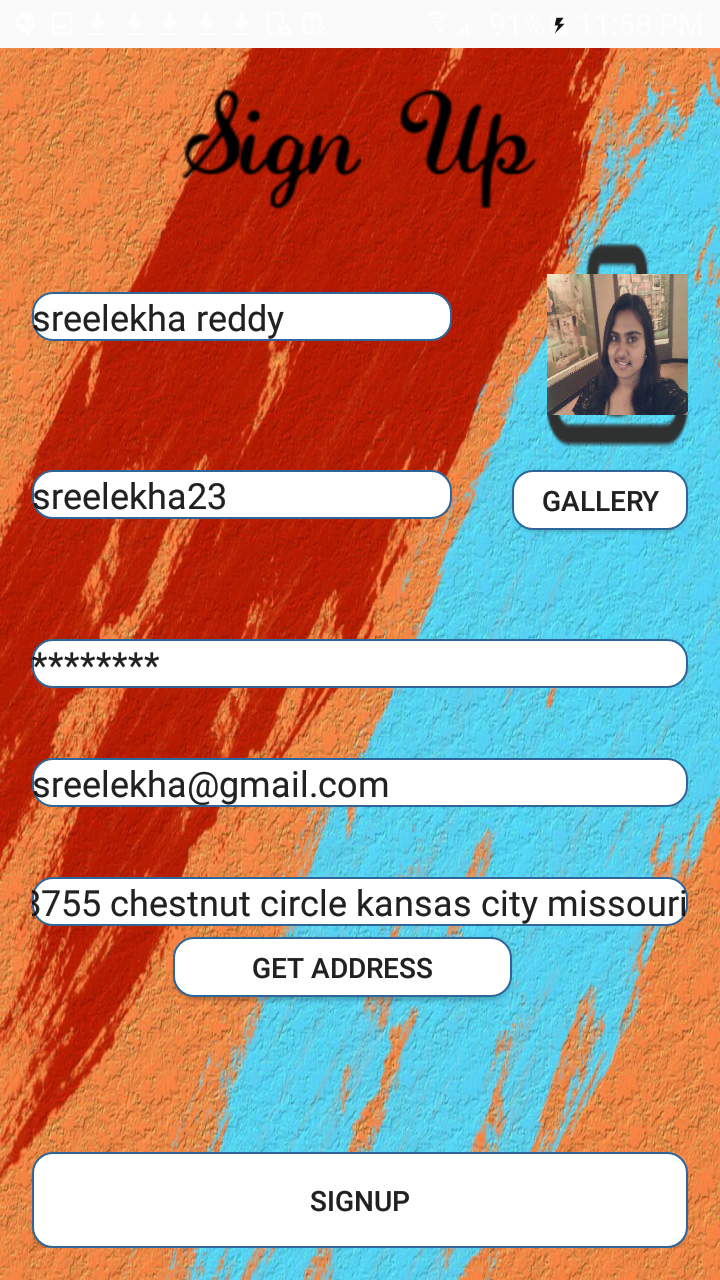 91% 11:58 PM
Sign Up
sreelekha reddy
sreelekha23
GALLERY
********
sreelekha@gmail.com
3755 chestnut circle kansas city missouri
GET ADDRESS
SIGNUP